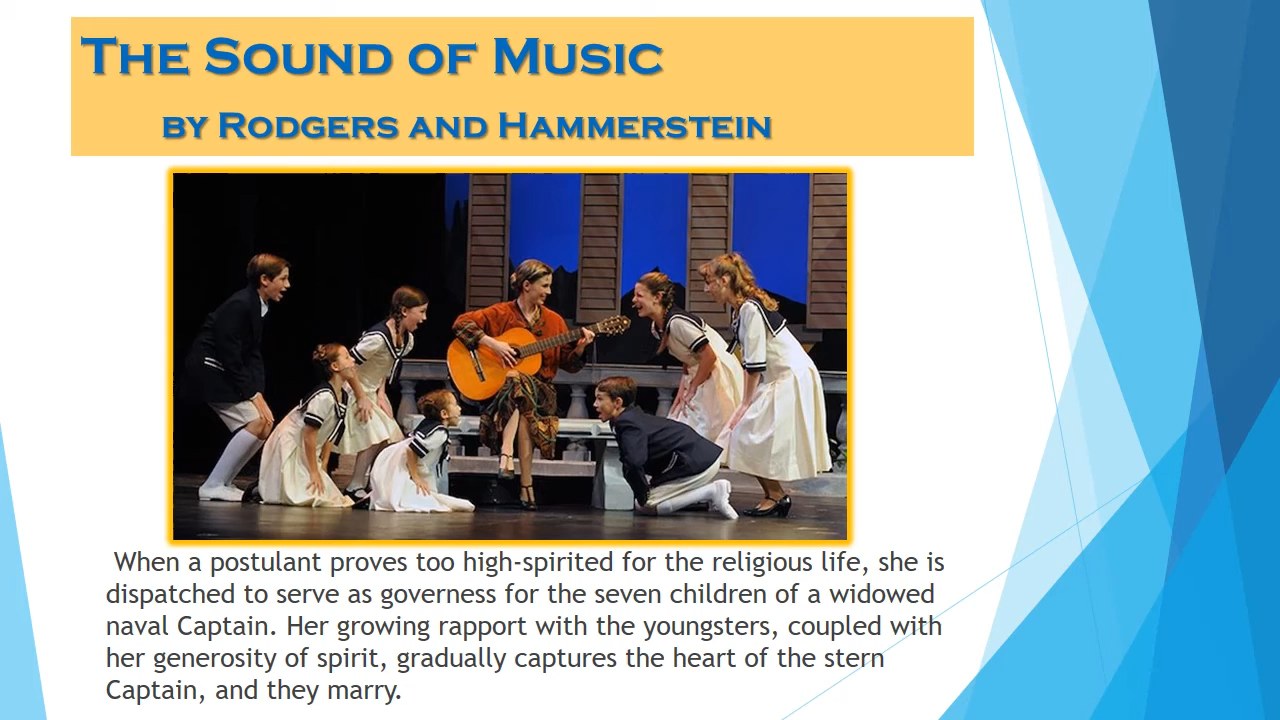 The Sound of Music
by Rodgers and Hammerstein
When a postulant proves too high-spirited for the religious life, she is
dispatched to serve as governess for the seven children of a widowed
naval Captain. Her growing rapport with the youngsters, coupled with
her generosity of spirit, gradually captures the heart of the stern
Captain, and they marry.